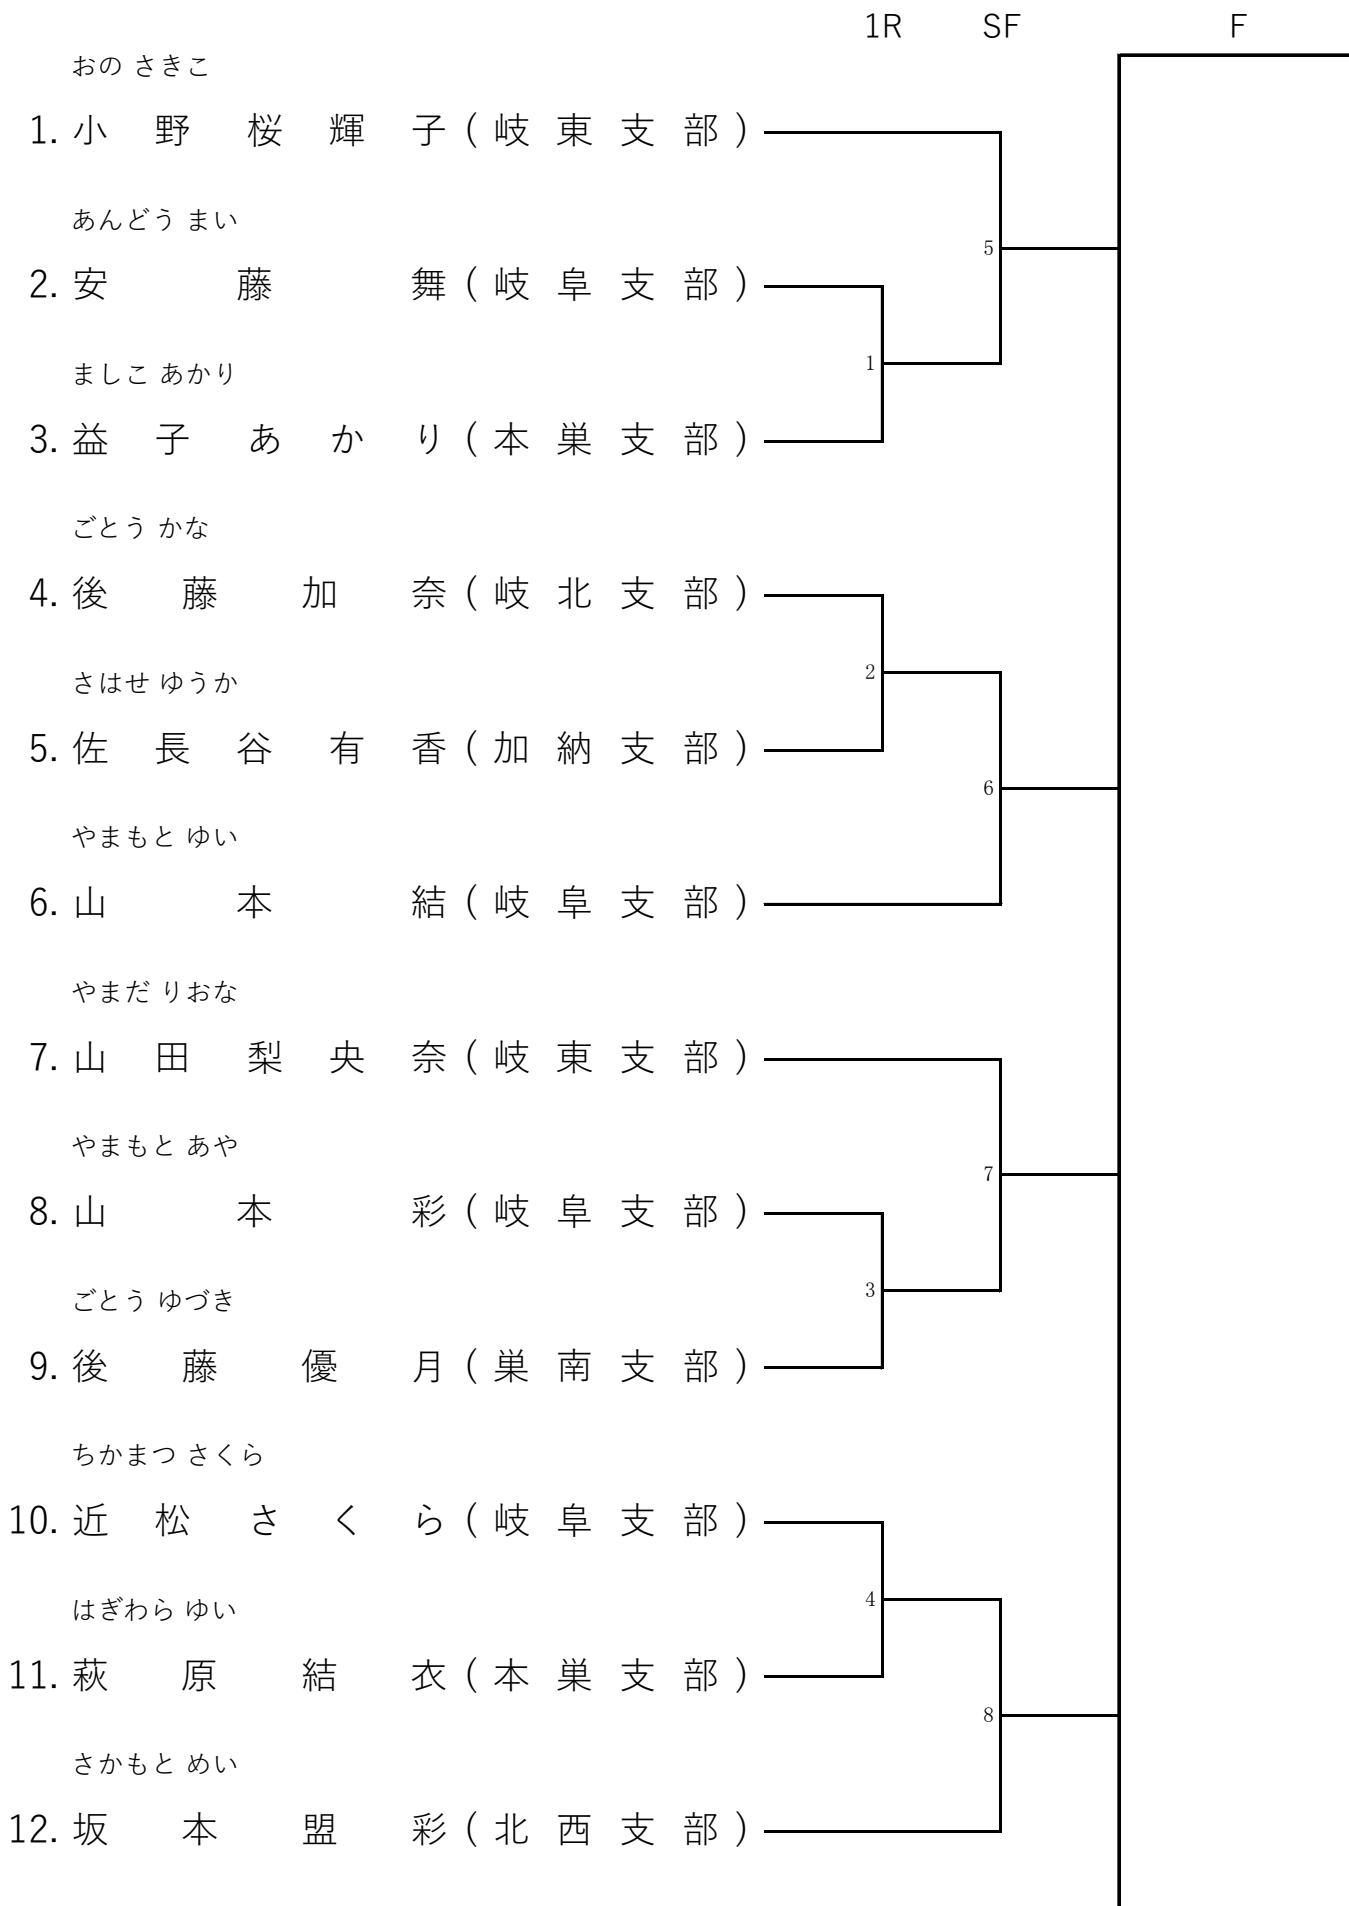 1R SF F
おの さきこ
1. 小野桜輝子(岐東支部)
あんどう まい
5
2. 安藤舞(岐阜支部)
ましこ あかり
1
3. 益子あかり(本巣支部)
ごとう かな
4. 後藤加奈(岐北支部)
さはせ ゆうか
2
5. 佐長谷有香(加納支部)
6
やまもと ゆい
6. 山本結(岐阜支部)
やまだ りおな
7. 山田梨央奈(岐東支部)
やまもと あや
7
8. 山本彩(岐阜支部)
ごとう ゆづき
3
9. 後藤優月(巣南支部)
ちかまつ さくら
10. 近松さくら(岐阜支部)
はぎわら ゆい
4
11. 萩原結衣(本巣支部)
8
さかもと めい
12. 坂本盟彩(北西支部)